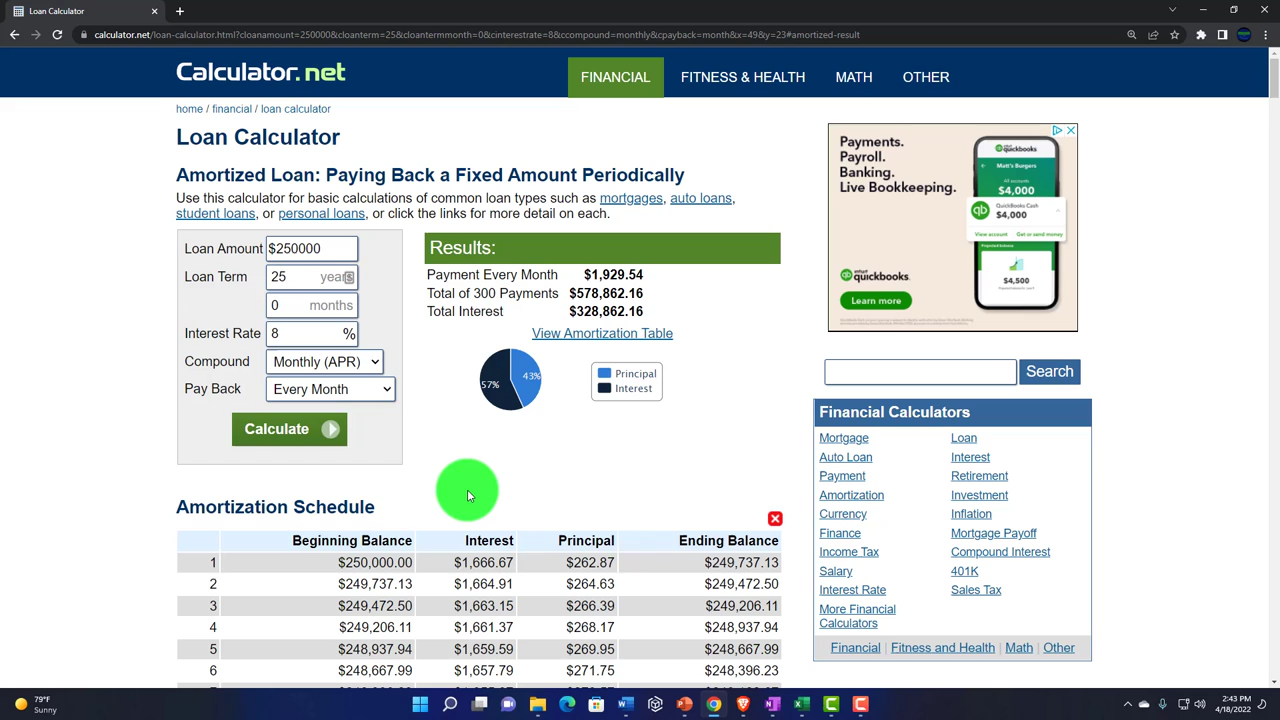 Loan Calculator
calculator.net/loan-calculator.html?cloanamount=250000&cloanterm=25&cloantermmonth=0&cinterestrate=8&ccompound=monthly&cpayback=month&x=49&y=23#amortized-result
Calculator.net
FINANCIAL FITNESS & HEALTH MATH OTHER
home / financial / loan calculator
Loan Calculator
Amortized Loan: Paying Back a Fixed Amount Periodically
Use this calculator for basic calculations of common loan types such as mortgages, auto loans,
student loans, or personal loans, or click the links for more detail on each.
Loan Amount $250000
Loan Term 25 years
0 months
Interest Rate 8 %
Compound Monthly (APR)
Pay Back Every Month
Calculate
Results:
Payment Every Month $1,929.54
Total of 300 Payments $578,862.16
Total Interest $328,862.16
View Amortization Table
57% 43%
Principal
Interest
Amortization Schedule
Beginning Balance Interest Principal Ending Balance
1 $250,000.00 $1,666.67 $262.87 $249,737.13
2 $249,737.13 $1,664.91 $264.63 $249,472.50
3 $249,472.50 $1,663.15 $266.39 $249,206.11
4 $249,206.11 $1,661.37 $268.17 $248,937.94
5 $248,937.94 $1,659.59 $269.95 $248,667.99
6 $248,667.99 $1,657.79 $271.75 $248,396.23
Payments.
Payroll.
Banking.
Live Bookkeeping.
quickbooks
Learn more
quickbooks
Matt's Burgers
$4,000
QuickBooks Cash
$4,000
View account Get or send money
$4,500
Search
Financial Calculators
Mortgage Loan
Auto Loan Interest
Payment Retirement
Amortization Investment
Currency Inflation
Finance Mortgage Payoff
Income Tax Compound Interest
Salary 401K
Interest Rate Sales Tax
More Financial
Calculators
Financial | Fitness and Health | Math | Other
79°F
Sunny
2:43 PM
4/18/2022